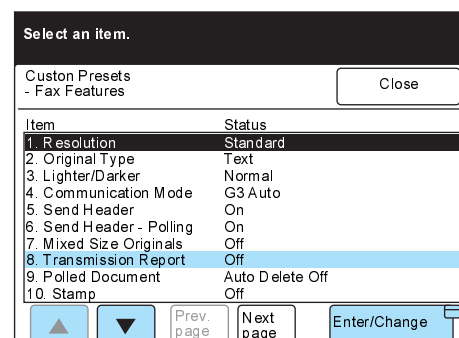 Select an item.
Custon Presets
- Fax Features
Close
Item Status
1. Resolution Standard
2. Original Type Text
3. Lighter/Darker Normal
4. Communication Mode G3 Auto
5. Send Header On
6. Send Header - Polling On
7. Mixed Size Originals Off
8. Transmission Report Off
9. Polled Document Auto Delete Off
10. Stamp Off
Prev.
page
Next
page
Enter/Change